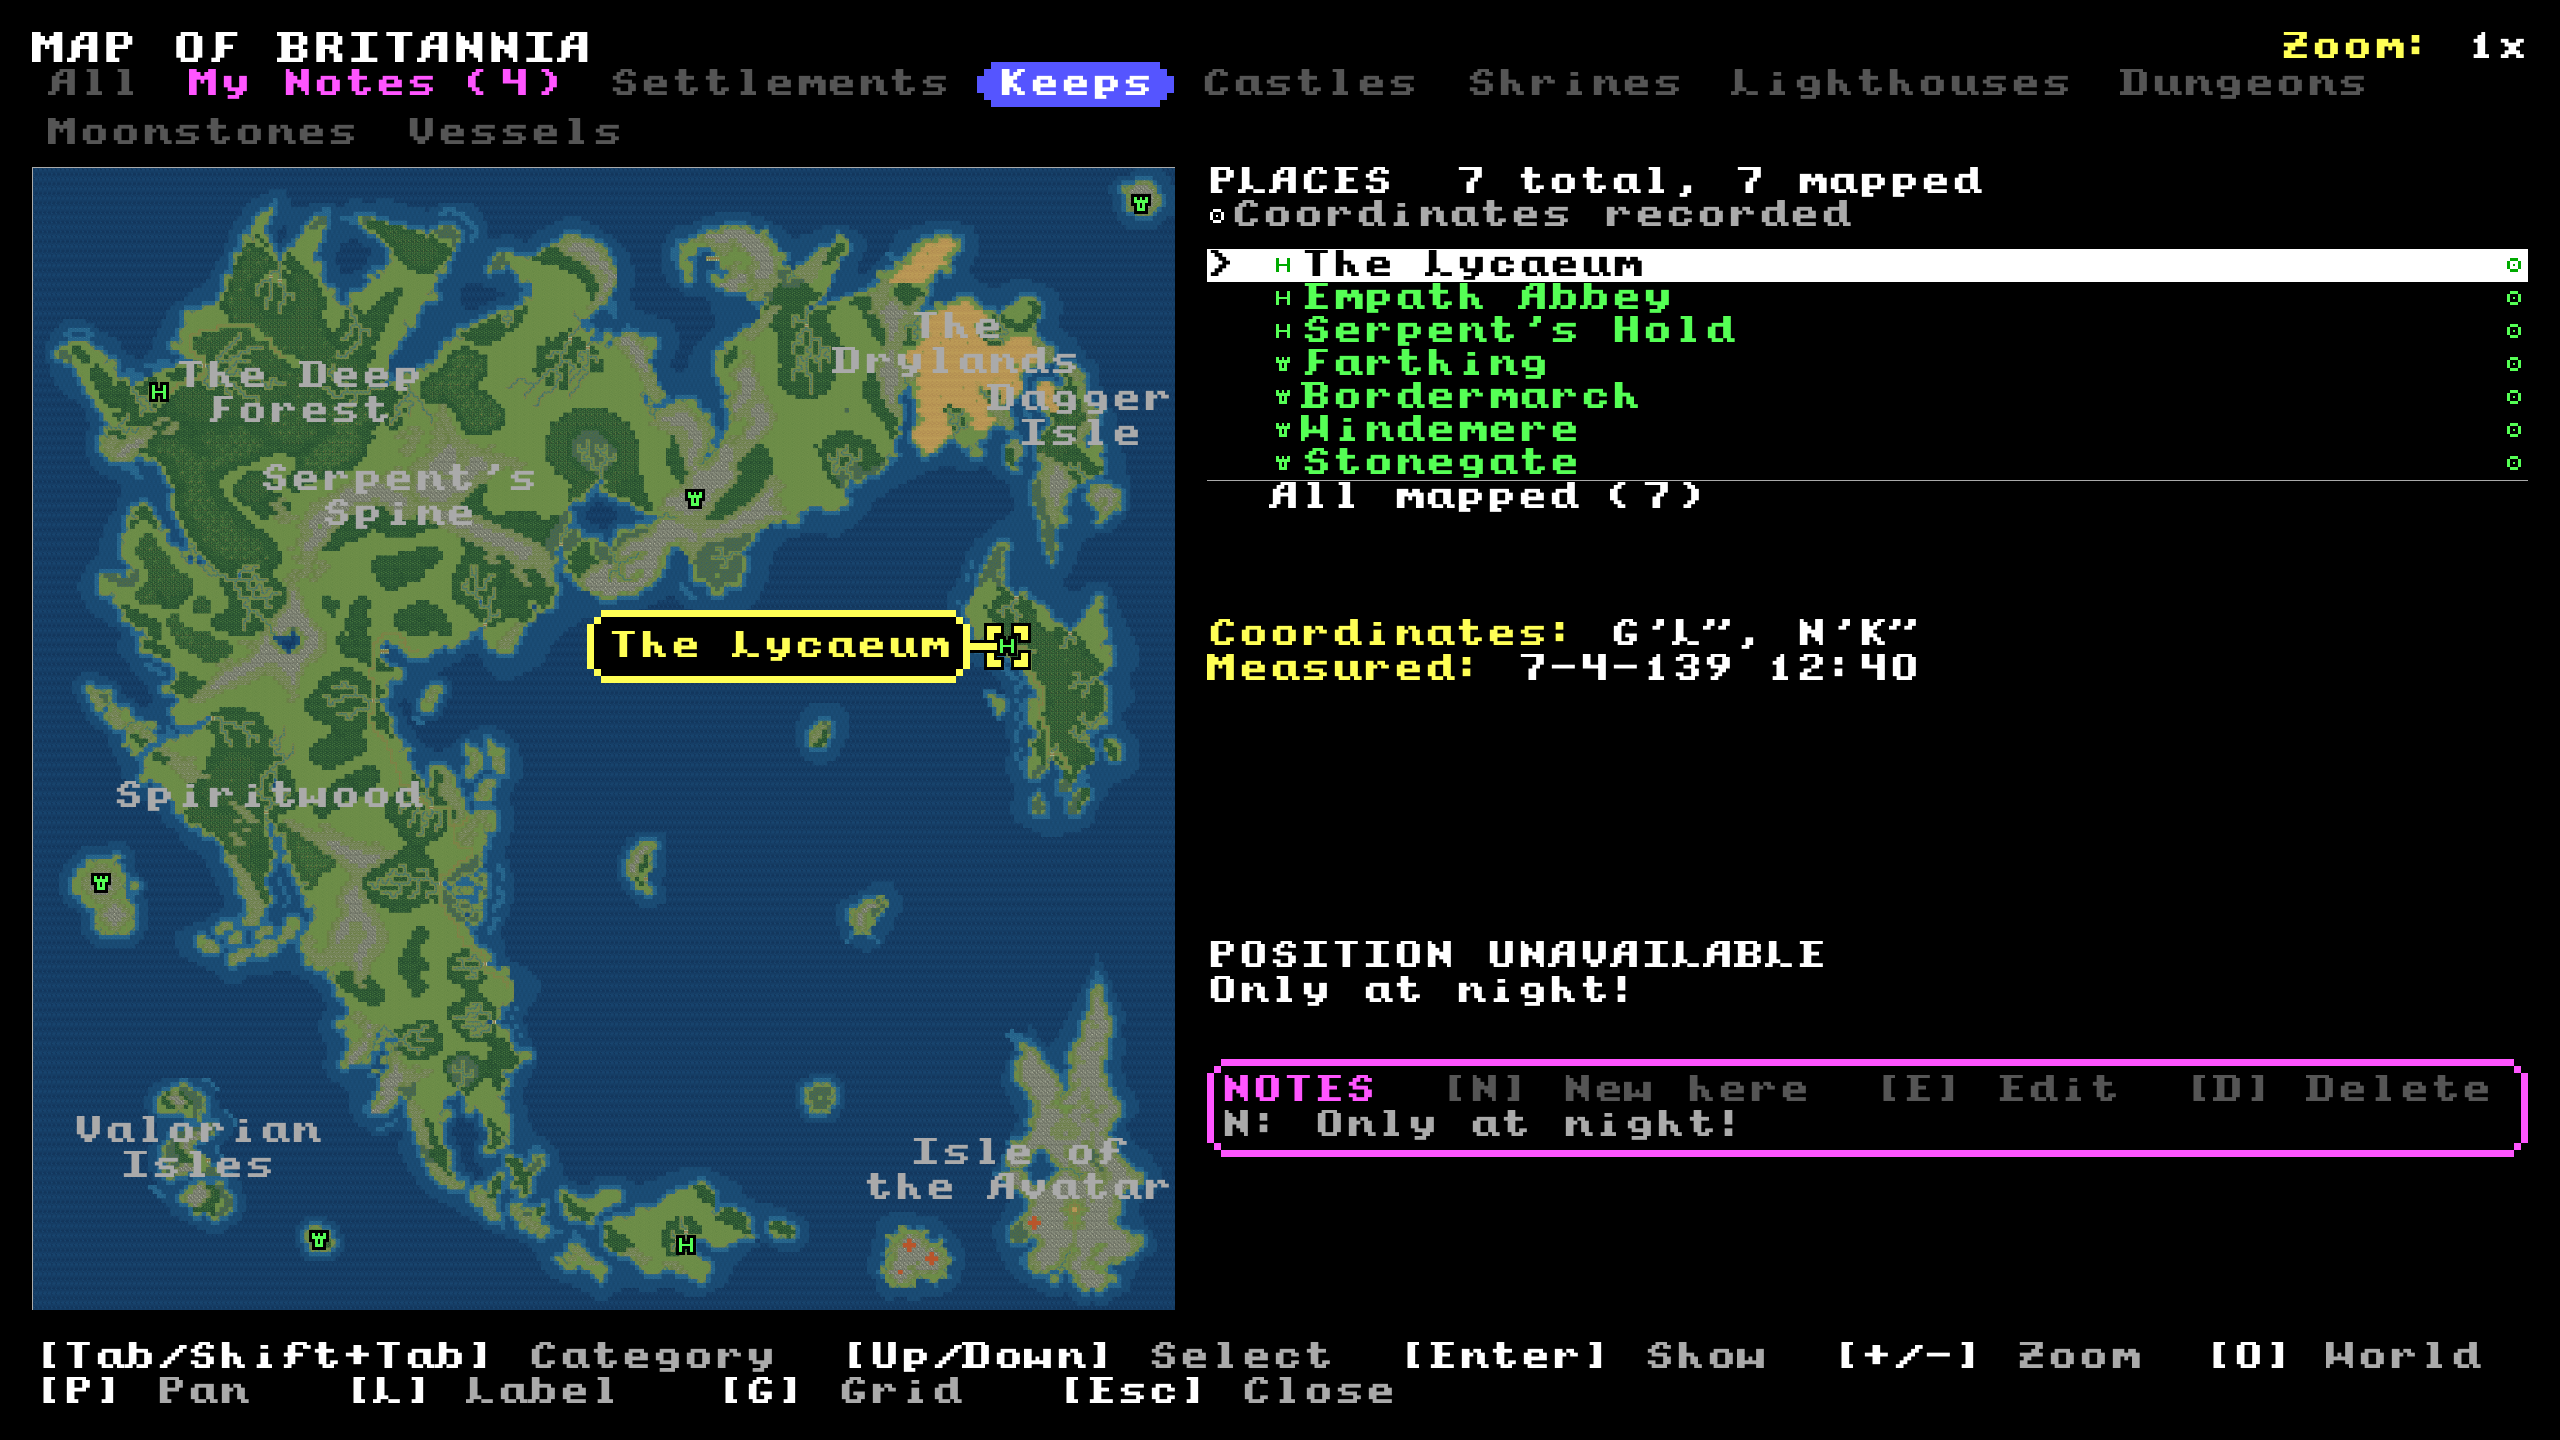 MAP OF BRITANNIA
Zoom: 1x
All My Notes (4) Settlements Keeps Castles Shrines Lighthouses Dungeons
Moonstones Vessels
The Deep
Forest
The
Drylands
Dagger
Isle
Serpent's
Spine
The Lycaeum
Spiritwood
Valorian
Isles
Isle of
the Avatar
PLACES 7 total, 7 mapped
Coordinates recorded
> H The Lycaeum
H Empath Abbey
H Serpent's Hold
Farthing
Bordermarch
Windemere
Stonegate
All mapped (7)
Coordinates: G'L", N'K"
Measured: 7-4-139 12:40
POSITION UNAVAILABLE
Only at night!
NOTES [N] New here [E] Edit [D] Delete
N: Only at night!
[Tab/Shift+Tab] Category [Up/Down] Select [Enter] Show [+/-] Zoom [O] World
[P] Pan [L] Label [G] Grid [Esc] Close